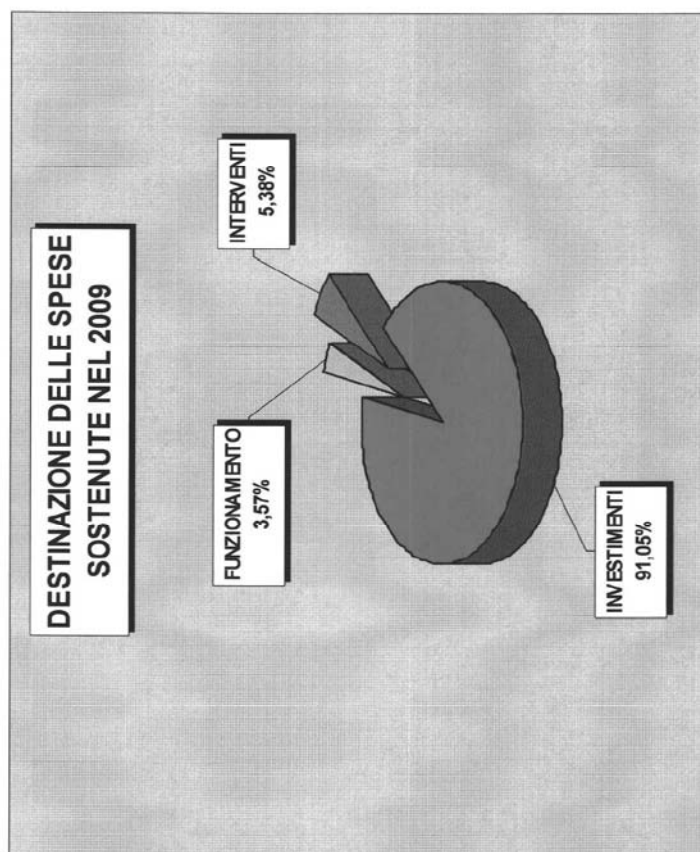 DESTINAZIONE DELLE SPESE
SOSTENUTE NEL 2009
FUNZIONAMENTO
3,57%
INTERVENTI
5,38%
INVESTIMENTI
91,05%